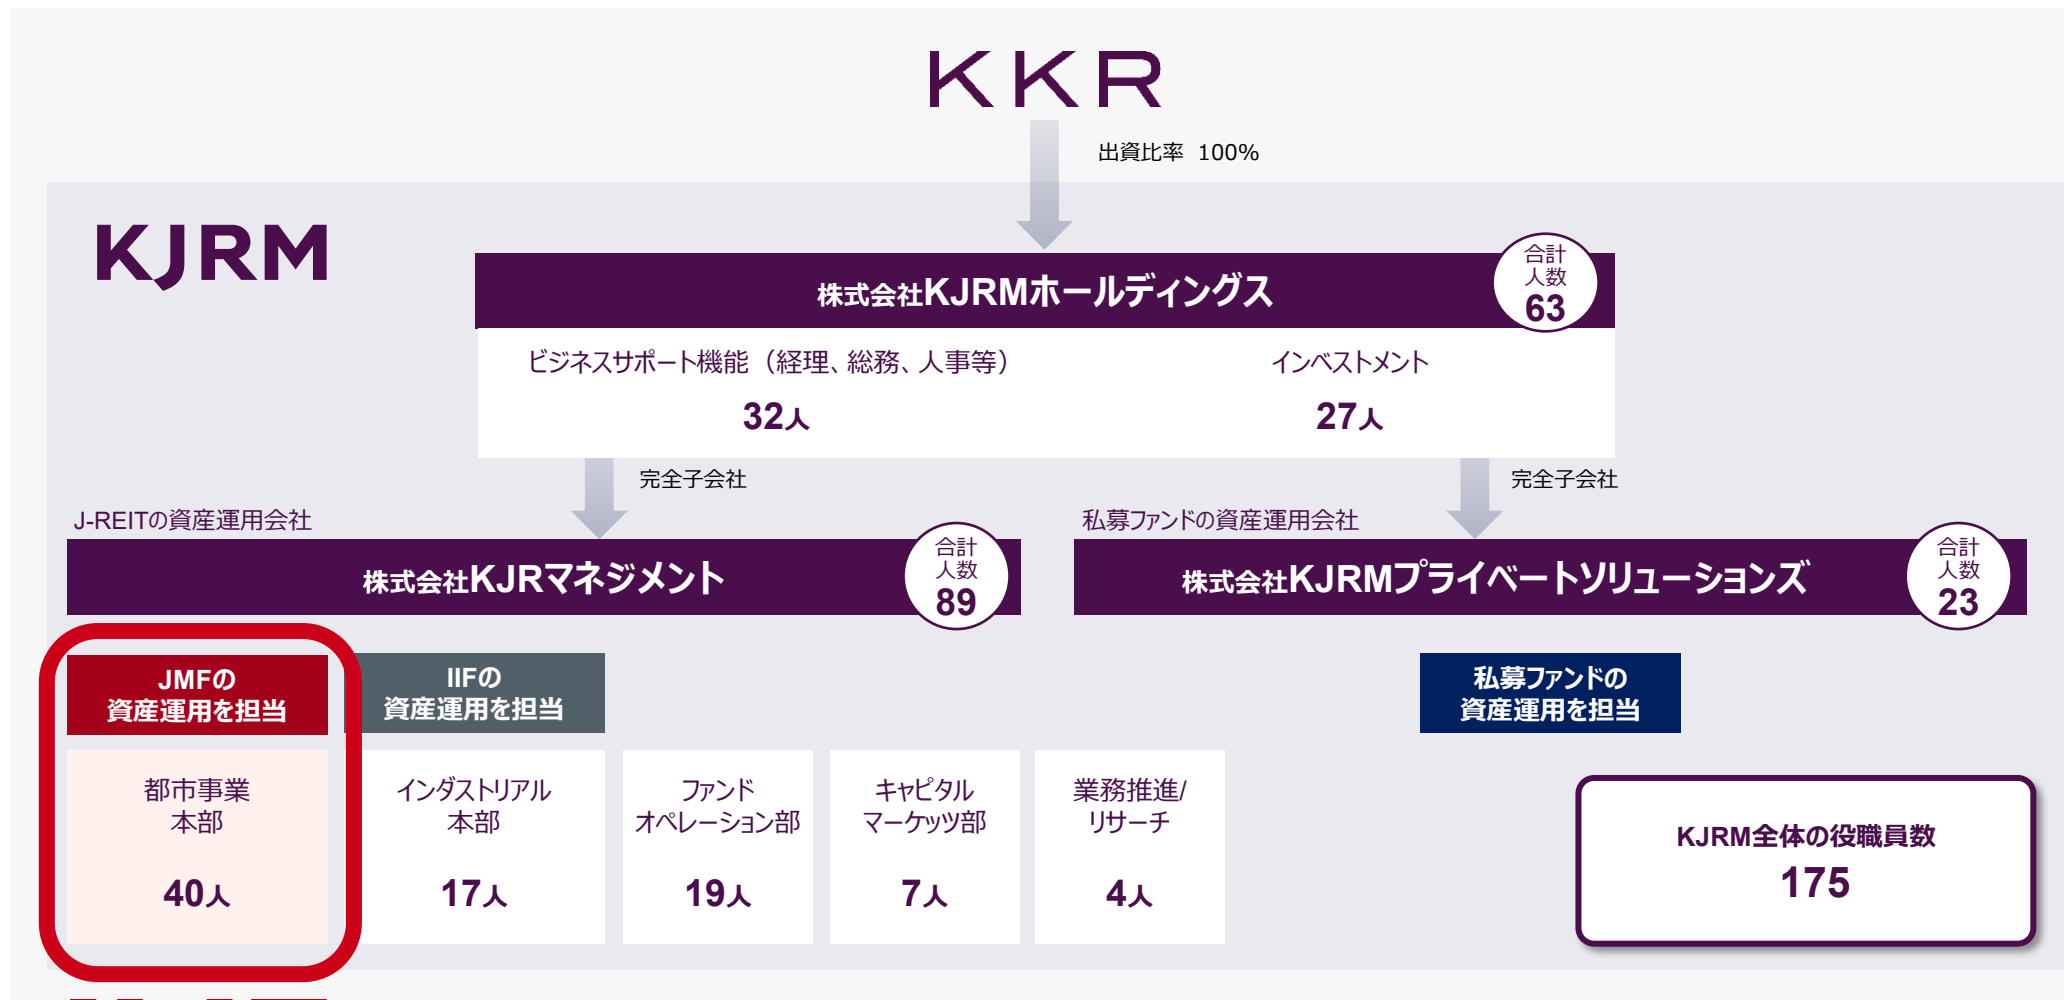 KKR
出資比率 100%
KJRM
株式会社KJRMホールディングス
合計
人数
63
ビジネスサポート機能（経理、総務、人事等）
32人
インベストメント
27人
完全子会社
完全子会社
J-REITの資産運用会社
株式会社KJRマネジメント
合計
人数
89
私募ファンドの資産運用会社
株式会社KJRMプライベートソリューションズ
合計
人数
23
JMFの
資産運用を担当
IIFの
資産運用を担当
私募ファンドの
資産運用を担当
都市事業
本部
40人
インダストリアル
本部
17人
ファンド
オペレーション部
19人
キャピタル
マーケッツ部
7人
業務推進/
リサーチ
4人
KJRM全体の役職員数
175